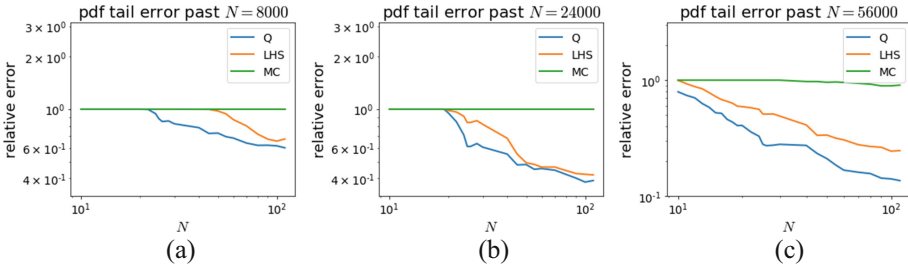 pdf tail error past N = 8000
relative error
3 × 10⁰
2 × 10⁰
10⁰
6 × 10⁻¹
4 × 10⁻¹
Q
LHS
MC
10¹
10²
N
(a)
pdf tail error past N = 24000
relative error
3 × 10⁰
2 × 10⁰
10⁰
6 × 10⁻¹
4 × 10⁻¹
Q
LHS
MC
10¹
10²
N
(b)
pdf tail error past N = 56000
relative error
10⁰
10⁻¹
Q
LHS
MC
10¹
10²
N
(c)